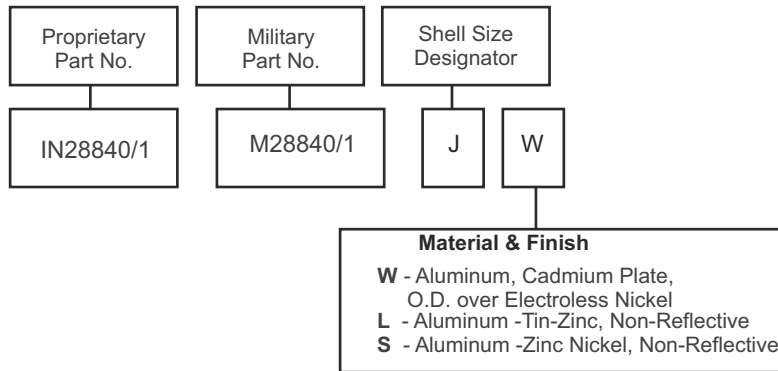 Proprietary
Part No.
Military
Part No.
Shell Size
Designator
IN28840/1
M28840/1
J
W
Material & Finish
W - Aluminum, Cadmium Plate,
O.D. over Electroless Nickel
L - Aluminum -Tin-Zinc, Non-Reflective
S - Aluminum -Zinc Nickel, Non-Reflective